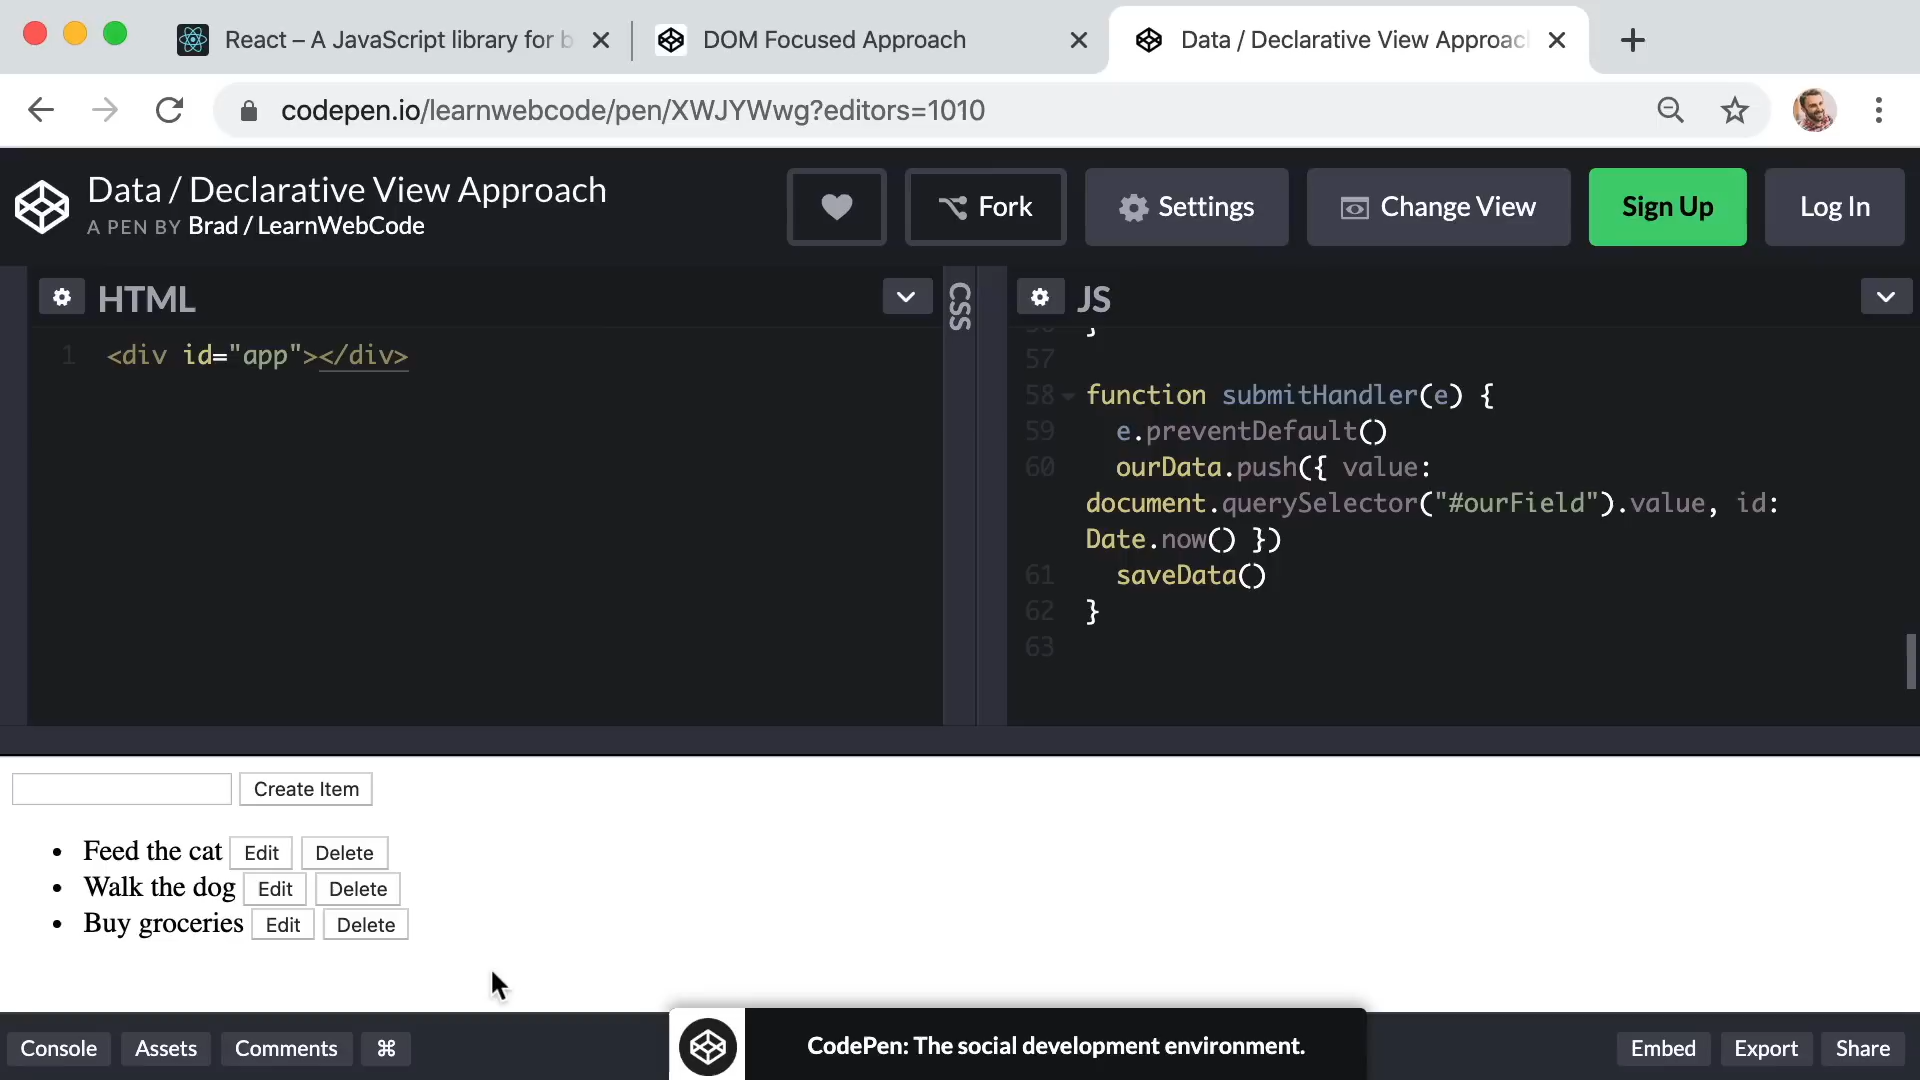 React – A JavaScript library for b
DOM Focused Approach
Data / Declarative View Approac
codepen.io/learnwebcode/pen/XWJYWwg?editors=1010
Data / Declarative View Approach
A PEN BY Brad / LearnWebCode
Fork
Settings
Change View
Sign Up
Log In
HTML
1 <div id="app"></div>
CSS
JS
56 }
57
58 function submitHandler(e) {
59 e.preventDefault()
60 ourData.push({ value:
document.querySelector("#ourField").value, id:
Date.now() })
61 saveData()
62 }
63
Create Item
• Feed the cat Edit Delete
• Walk the dog Edit Delete
• Buy groceries Edit Delete
Console Assets Comments ⌘
CodePen: The social development environment.
Embed Export Share